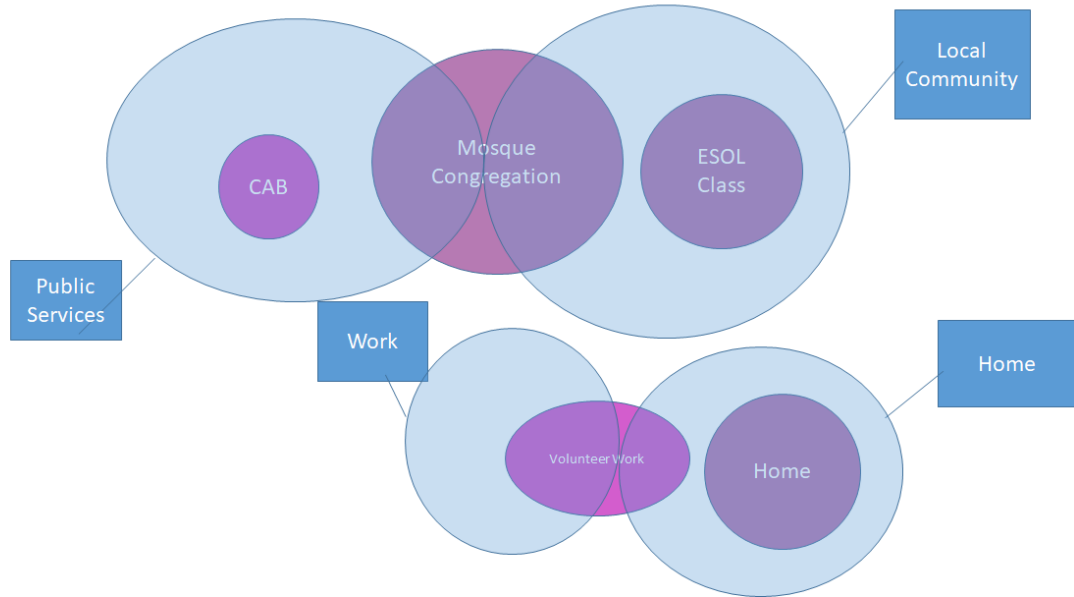 Local
Community
Mosque
Congregation
ESOL
Class
CAB
Public
Services
Work
Home
Volunteer Work
Home